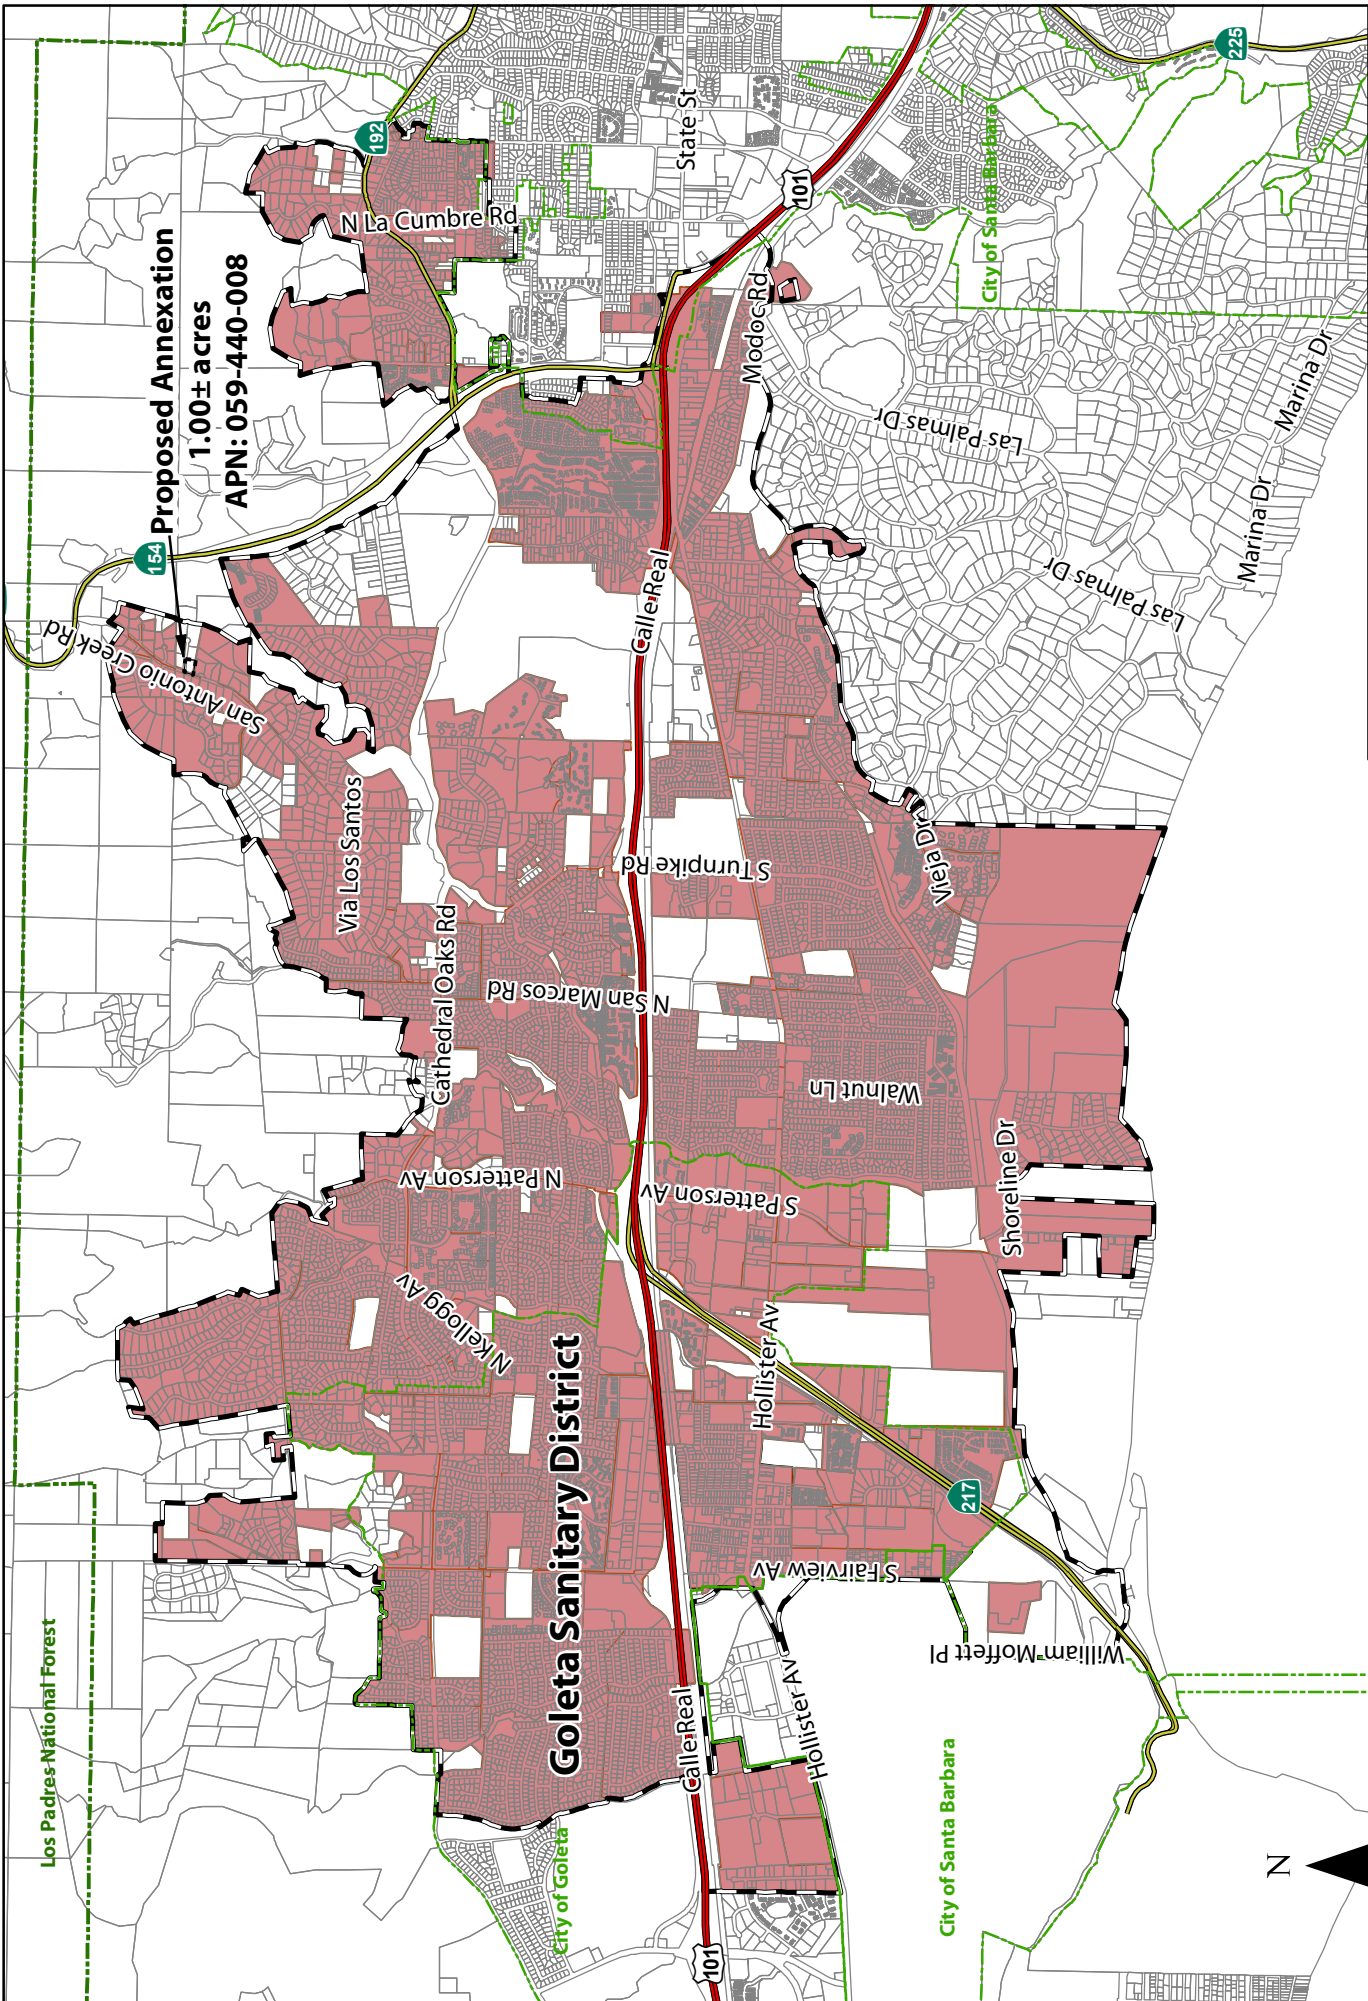 Los Padres National Forest
154
Proposed Annexation
1.00± acres
APN: 059-440-008
192
N La Cumbre Rd
State St
225
101
City of Santa Barbara
San Antonio Creek Rd
Via Los Santos
Cathedral Oaks Rd
N San Marcos Rd
Calle Real
Modoc Rd
Las Palmas Dr
Las Palmas Dr
Marina Dr
Marina Dr
S Turnpike Rd
Vieja Dr
Walnut Ln
N Patterson Av
S Patterson Av
Shoreline Dr
N Kellogg Av
Hollister Av
Goleta Sanitary District
217
S Fairview Av
William Moffett Pl
Calle Real
Hollister Av
City of Goleta
City of Santa Barbara
101
N